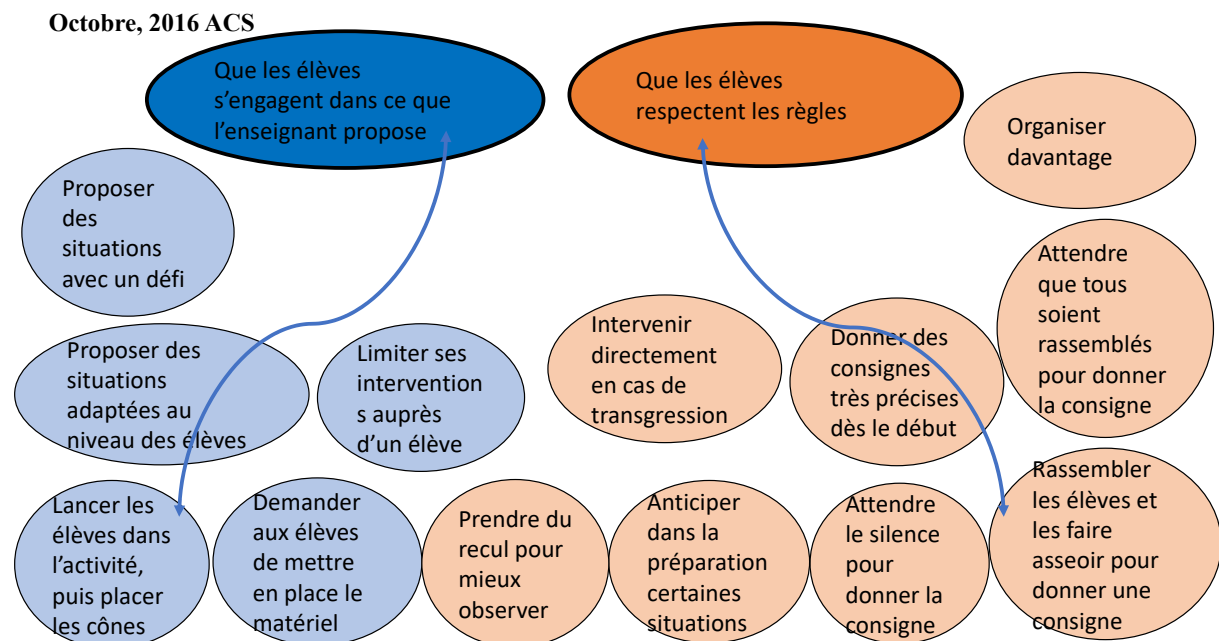 Octobre, 2016 ACS
Que les élèves
s’engagent dans ce que
l’enseignant propose
Que les élèves
respectent les règles
Organiser
davantage
Proposer
des
situations
avec un défi
Attendre
que tous
soient
rassemblés
pour donner
la consigne
Proposer des
situations
adaptées au
niveau des élèves
Limiter ses
intervention
s auprès
d’un élève
Intervenir
directement
en cas de
transgression
Donner des
consignes
très précises
dès le début
Lancer les
élèves dans
l’activité,
puis placer
les cônes
Demander
aux élèves
de mettre
en place le
matériel
Prendre du
recul pour
mieux
observer
Anticiper
dans la
préparation
certaines
situations
Attendre
le silence
pour
donner la
consigne
Rassembler
les élèves et
les faire
asseoir pour
donner une
consigne